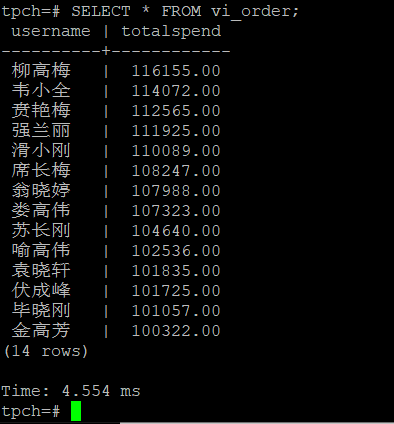 tpch=# SELECT * FROM vi_order;
 username | totalspend
----------+------------
 柳高梅   |  116155.00
 韦小全   |  114072.00
 贲艳梅   |  112565.00
 强兰丽   |  111925.00
 滑小刚   |  110089.00
 席长梅   |  108247.00
 翁晓婷   |  107988.00
 娄高伟   |  107323.00
 苏长刚   |  104640.00
 喻高伟   |  102536.00
 袁晓轩   |  101835.00
 伏成峰   |  101725.00
 毕晓刚   |  101057.00
 金高芳   |  100322.00
(14 rows)
Time: 4.554 ms
tpch=#